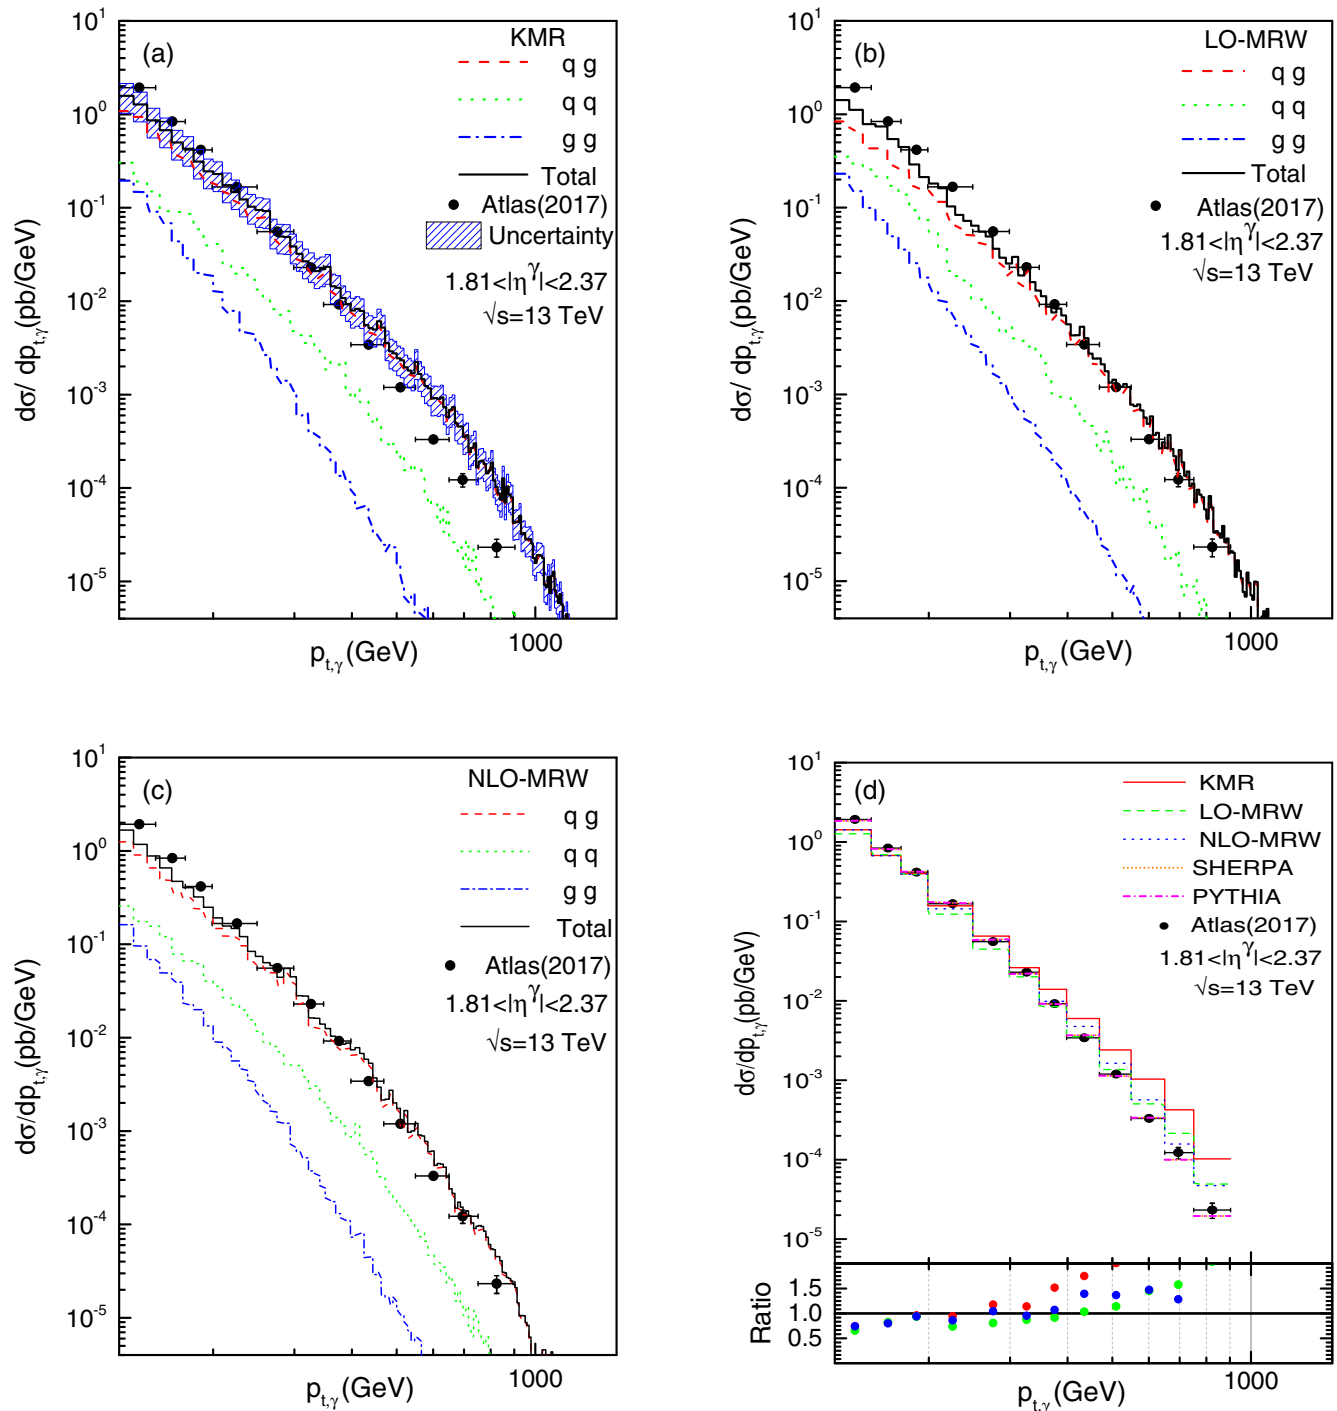 (a)
KMR
q g
q q
g g
Total
Atlas(2017)
Uncertainty
1.81<|η^γ|<2.37
√s=13 TeV
10^1
10^0
10^-1
10^-2
10^-3
10^-4
10^-5
dσ/ dp_t,γ(pb/GeV)
1000
p_t,γ(GeV)
(b)
LO-MRW
q g
q q
g g
Total
Atlas(2017)
1.81<|η^γ|<2.37
√s=13 TeV
10^1
10^0
10^-1
10^-2
10^-3
10^-4
10^-5
dσ/ dp_t,γ(pb/GeV)
1000
p_t,γ(GeV)
(c)
NLO-MRW
q g
q q
g g
Total
Atlas(2017)
1.81<|η^γ|<2.37
√s=13 TeV
10^1
10^0
10^-1
10^-2
10^-3
10^-4
10^-5
dσ/dp_t,γ(pb/GeV)
1000
p_t,γ(GeV)
(d)
KMR
LO-MRW
NLO-MRW
SHERPA
PYTHIA
Atlas(2017)
1.81<|η^γ|<2.37
√s=13 TeV
10^1
10^0
10^-1
10^-2
10^-3
10^-4
10^-5
dσ/dp_t,γ(pb/GeV)
1.5
1.0
0.5
Ratio
1000
p_t,γ(GeV)